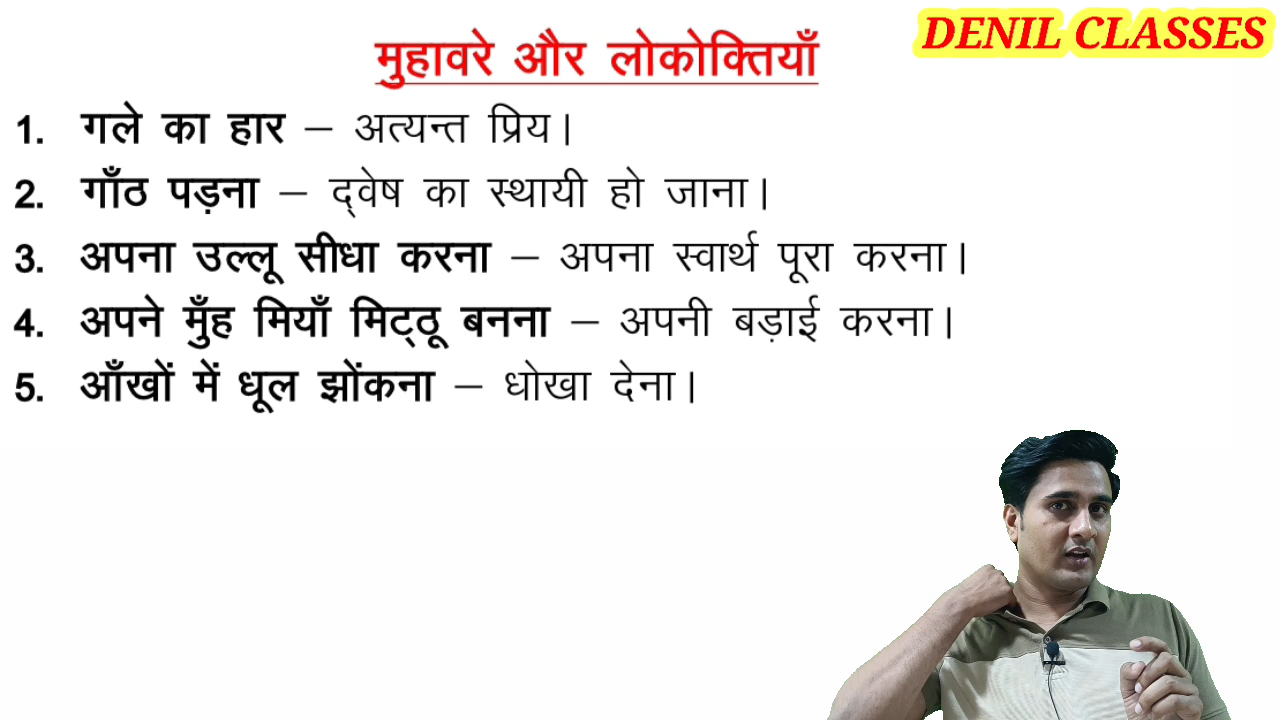 DENIL CLASSES
मुहावरे और लोकोक्तियाँ
1. गले का हार – अत्यन्त प्रिय।
2. गाँठ पड़ना – द्‌वेष का स्थायी हो जाना।
3. अपना उल्लू सीधा करना – अपना स्वार्थ पूरा करना।
4. अपने मुँह मियाँ मिट्‌ठू बनना – अपनी बड़ाई करना।
5. आँखों में धूल झोंकना – धोखा देना।